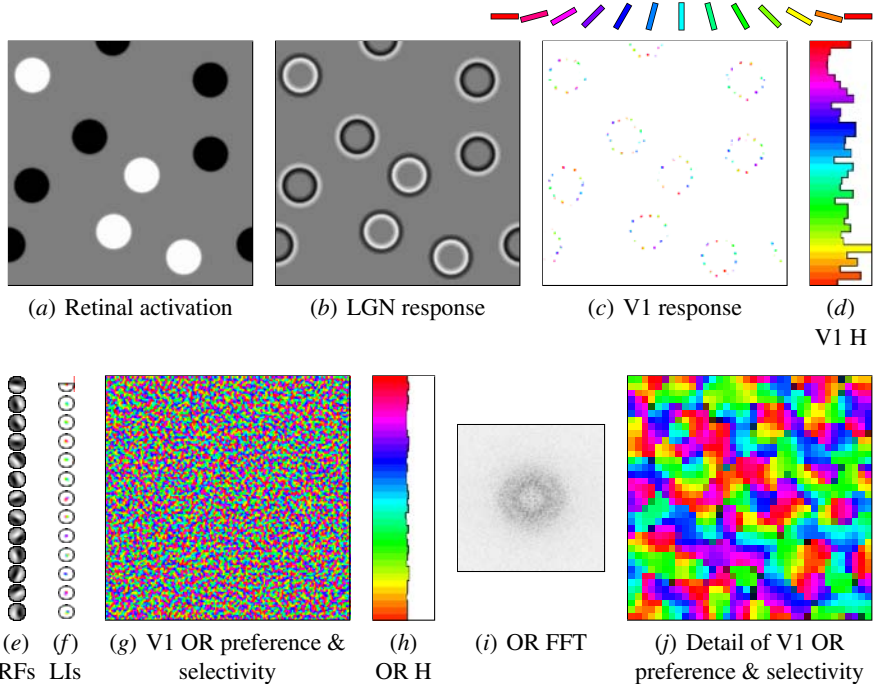 (a) Retinal activation
(b) LGN response
(c) V1 response
(d)
V1 H
(e)
RFs
(f)
LIs
(g) V1 OR preference &
selectivity
(h)
OR H
(i) OR FFT
(j) Detail of V1 OR
preference & selectivity